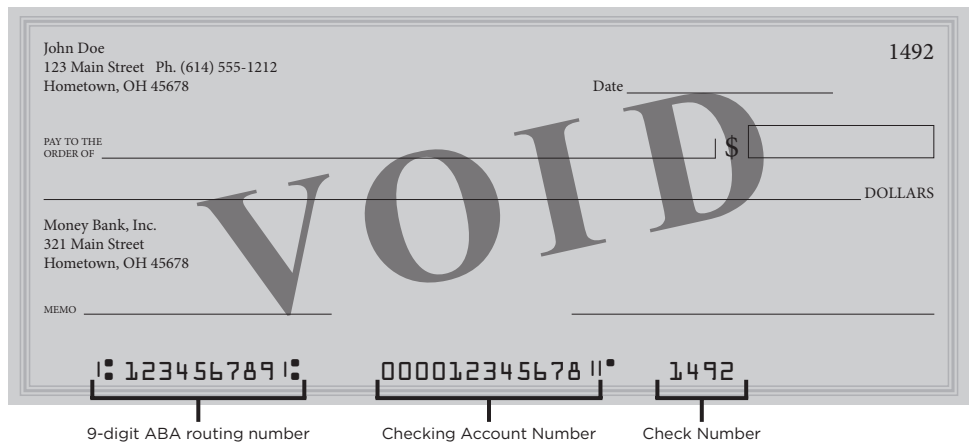 John Doe
1492
123 Main Street Ph. (614) 555-1212
Hometown, OH 45678
Date
PAY TO THE
ORDER OF
$
DOLLARS
VOID
Money Bank, Inc.
321 Main Street
Hometown, OH 45678
MEMO
⑆123456789⑆ 000012345678⑈ 1492
9-digit ABA routing number Checking Account Number Check Number